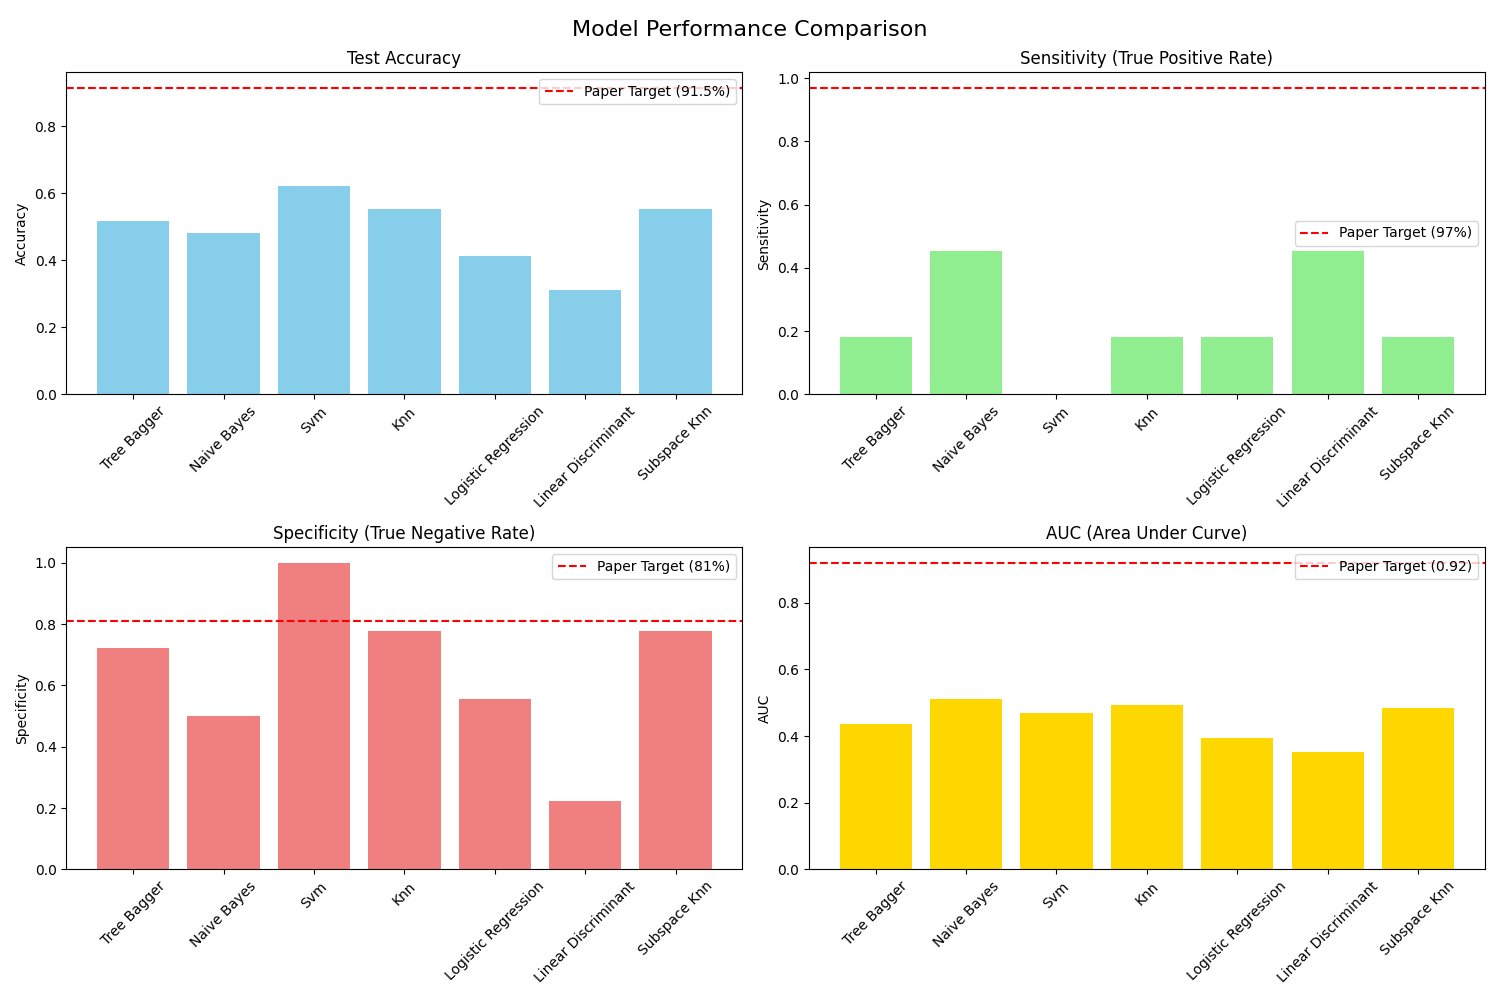 Model Performance Comparison
Test Accuracy
Paper Target (91.5%)
Accuracy
0.8
0.6
0.4
0.2
0.0
Tree Bagger
Naive Bayes
Svm
Knn
Logistic Regression
Linear Discriminant
Subspace Knn
Sensitivity (True Positive Rate)
Paper Target (97%)
Sensitivity
1.0
0.8
0.6
0.4
0.2
0.0
Tree Bagger
Naive Bayes
Svm
Knn
Logistic Regression
Linear Discriminant
Subspace Knn
Specificity (True Negative Rate)
Paper Target (81%)
Specificity
1.0
0.8
0.6
0.4
0.2
0.0
Tree Bagger
Naive Bayes
Svm
Knn
Logistic Regression
Linear Discriminant
Subspace Knn
AUC (Area Under Curve)
Paper Target (0.92)
AUC
0.8
0.6
0.4
0.2
0.0
Tree Bagger
Naive Bayes
Svm
Knn
Logistic Regression
Linear Discriminant
Subspace Knn